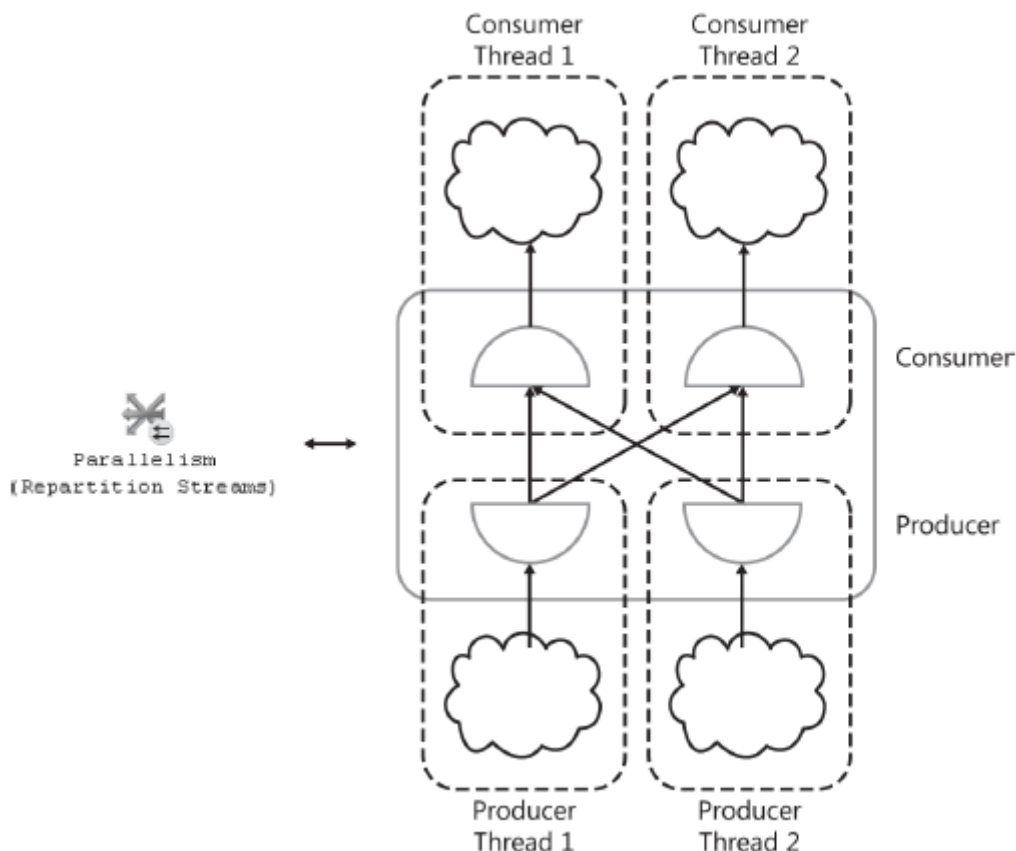 Consumer
Thread 1
Consumer
Thread 2
Consumer
Parallelism
(Repartition Streams)
Producer
Producer
Thread 1
Producer
Thread 2